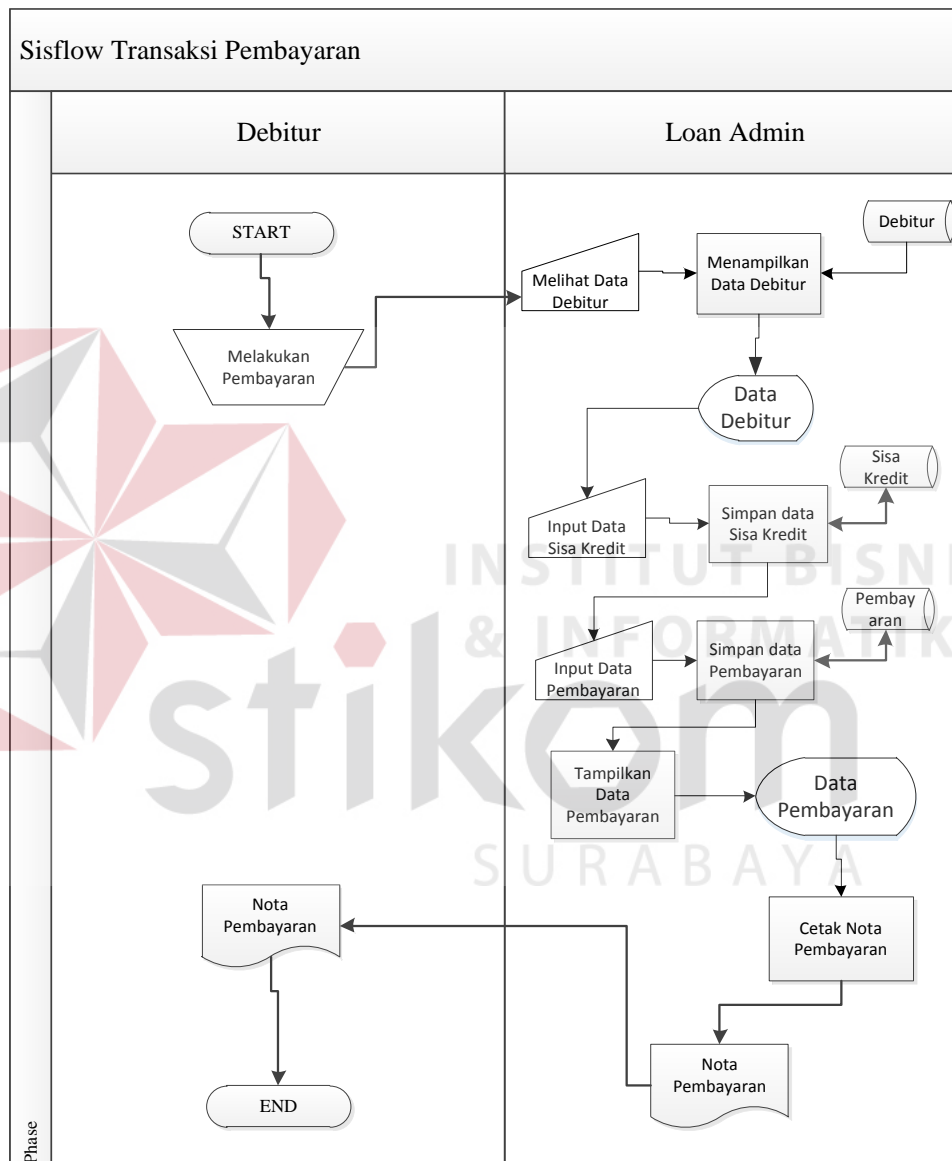 Sisflow Transaksi Pembayaran
Debitur
Loan Admin
START
Melakukan
Pembayaran
Melihat Data
Debitur
Menampilkan
Data Debitur
Debitur
Data
Debitur
Input Data
Sisa Kredit
Simpan data
Sisa Kredit
Sisa
Kredit
Input Data
Pembayaran
Simpan data
Pembayaran
Pembay
aran
Tampilkan
Data
Pembayaran
Data
Pembayaran
Cetak Nota
Pembayaran
Nota
Pembayaran
Nota
Pembayaran
END
Phase
INSTITUT BISNI
& INFORMATIK
stikom
SURABAYA